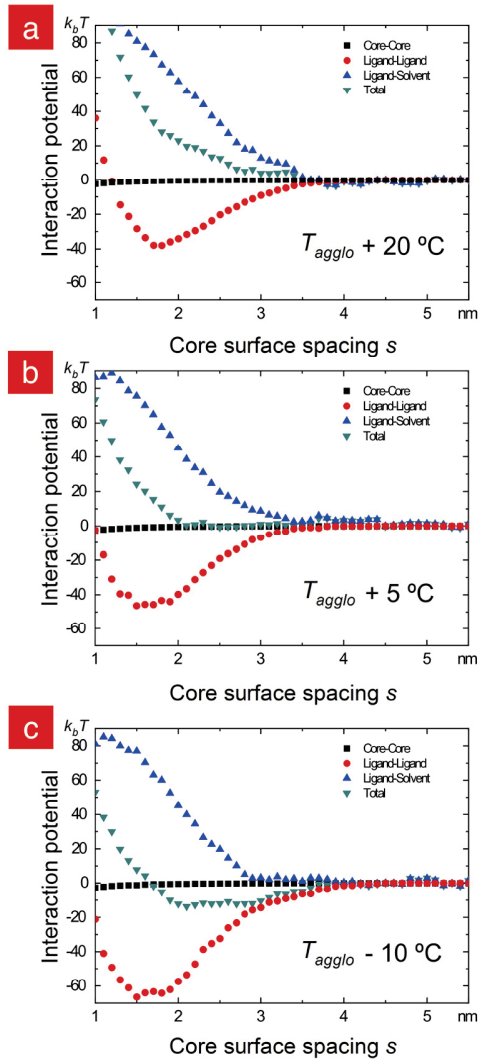 a
k_bT
80
60
40
20
0
-20
-40
-60
Interaction potential
Core-Core
Ligand-Ligand
Ligand-Solvent
Total
T_agglo + 20 ºC
1 2 3 4 5 nm
Core surface spacing s
b
k_bT
80
60
40
20
0
-20
-40
-60
Interaction potential
Core-Core
Ligand-Ligand
Ligand-Solvent
Total
T_agglo + 5 ºC
1 2 3 4 5 nm
Core surface spacing s
c
k_bT
80
60
40
20
0
-20
-40
-60
Interaction potential
Core-Core
Ligand-Ligand
Ligand-Solvent
Total
T_agglo - 10 ºC
1 2 3 4 5 nm
Core surface spacing s